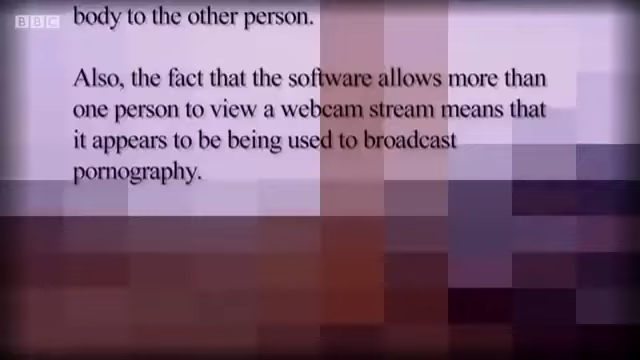 BBC
body to the other person.
Also, the fact that the software allows more than
one person to view a webcam stream means that
it appears to be being used to broadcast
pornography.